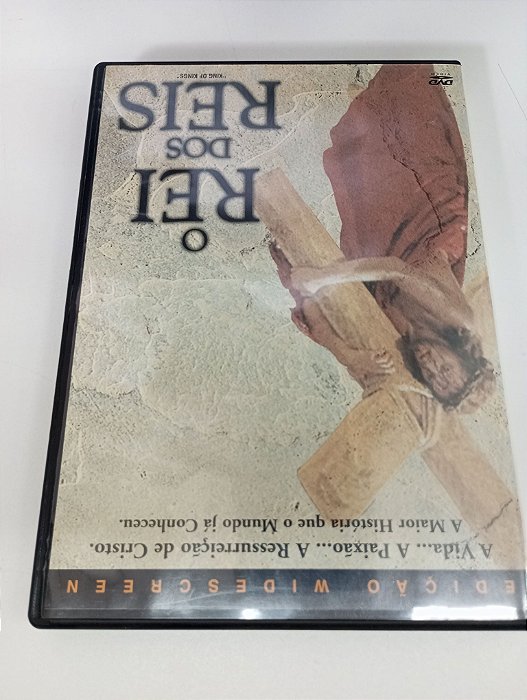 EDIÇÃO WIDESCREEN
A Vida... A Paixão... A Ressurreição de Cristo.
A Maior História que o Mundo já Conheceu.
O
REI
DOS
REIS
"KING OF KINGS"
DVD
VIDEO